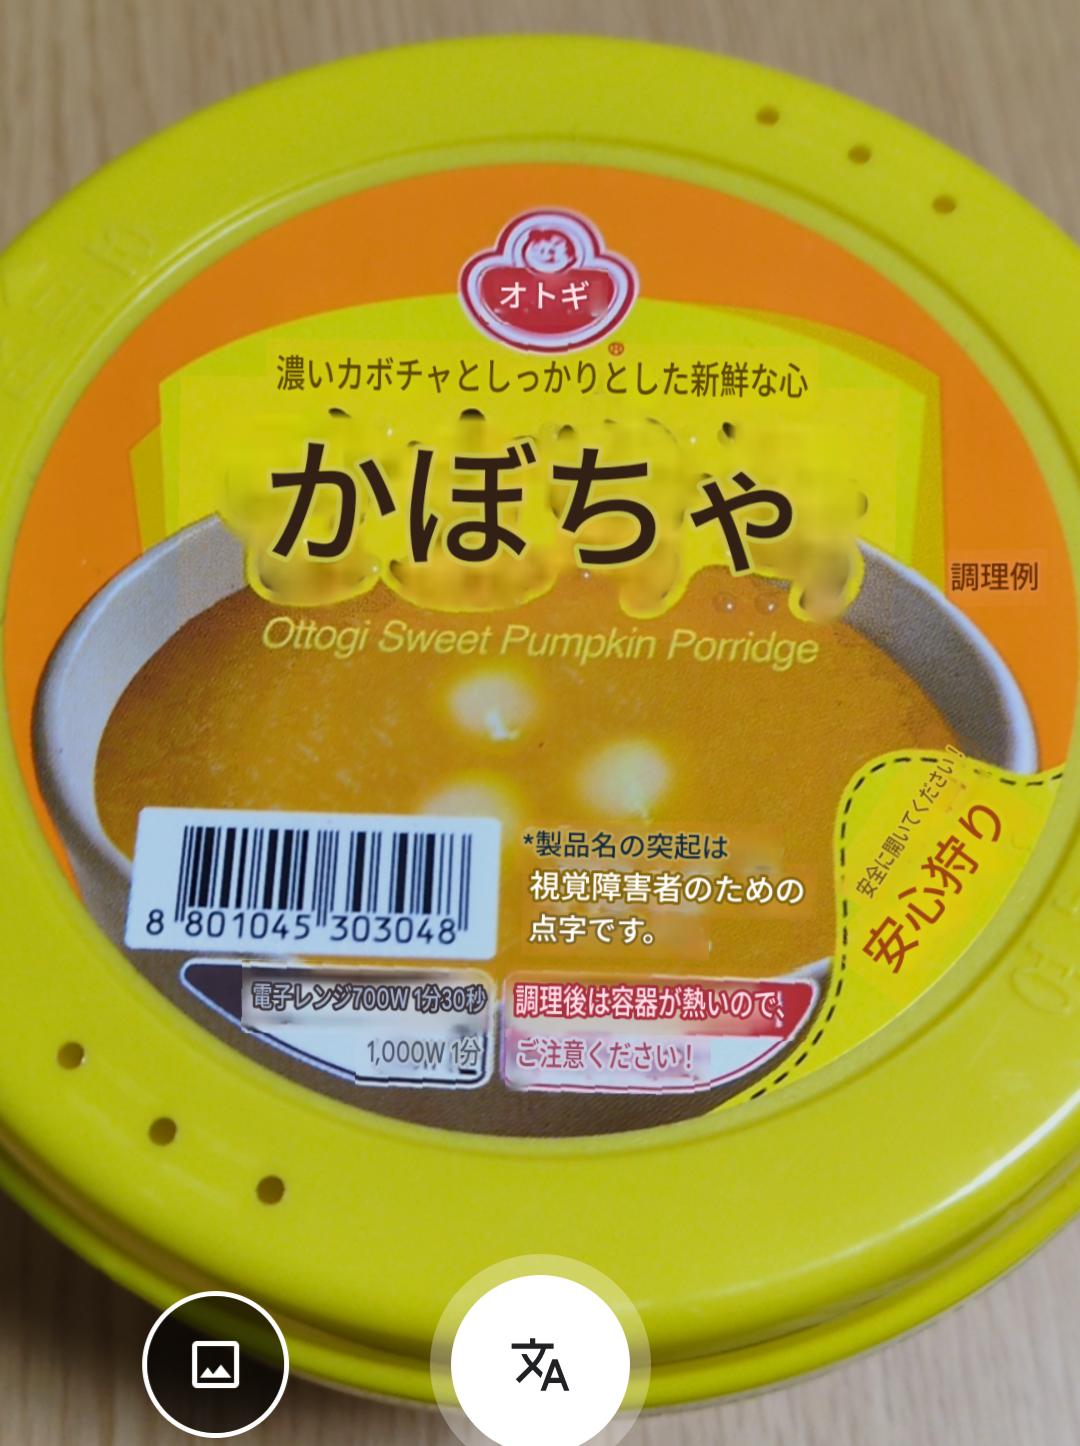 オトギ
®
濃いカボチャとしっかりとした新鮮な心
かぼちゃ
調理例
Ottogi Sweet Pumpkin Porridge
安全に開いてください!
安心狩り
*製品名の突起は
視覚障害者のための
点字です。
8 801045 303048
電子レンジ700W 1分30秒
1,000W 1分
調理後は容器が熱いので、
ご注意ください!
文A